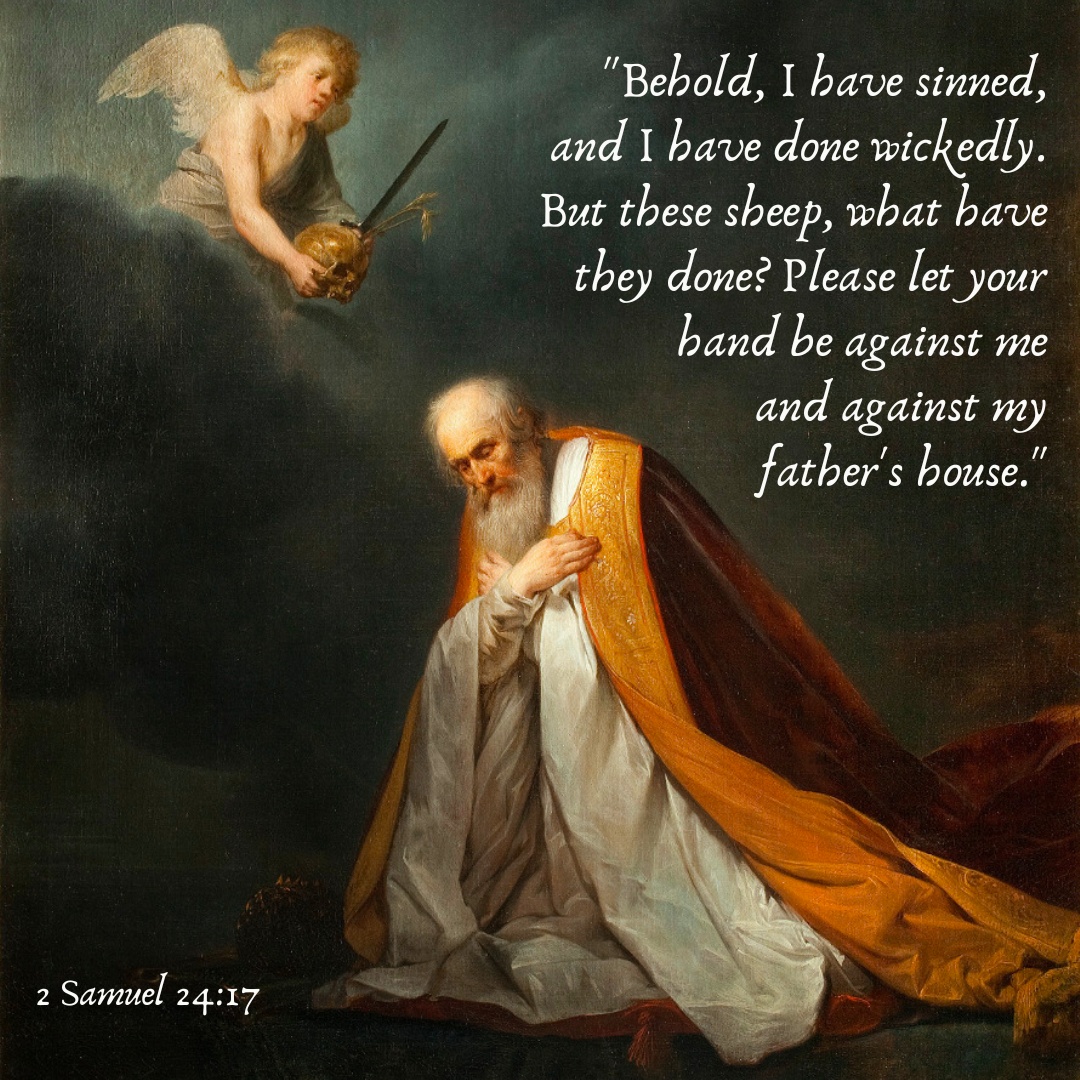 "Behold, I have sinned,
and I have done wickedly.
But these sheep, what have
they done? Please let your
hand be against me
and against my
father's house."
2 Samuel 24:17